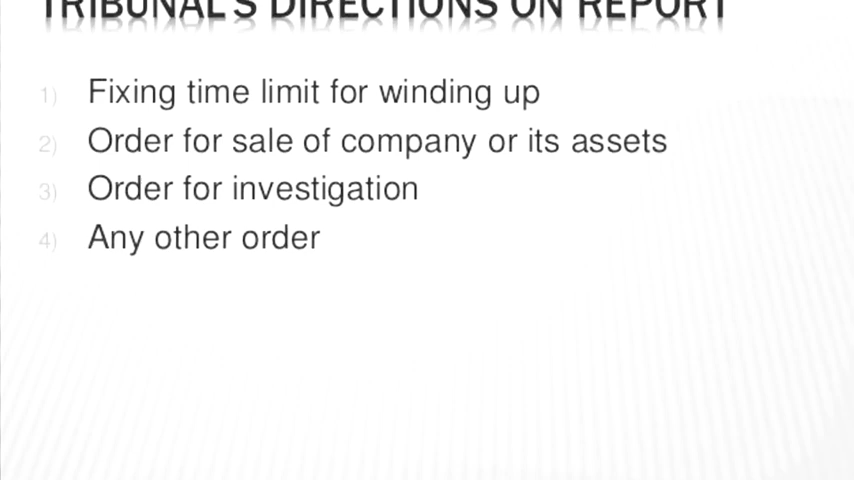 TRIBUNAL'S DIRECTIONS ON REPORT
1) Fixing time limit for winding up
2) Order for sale of company or its assets
3) Order for investigation
4) Any other order